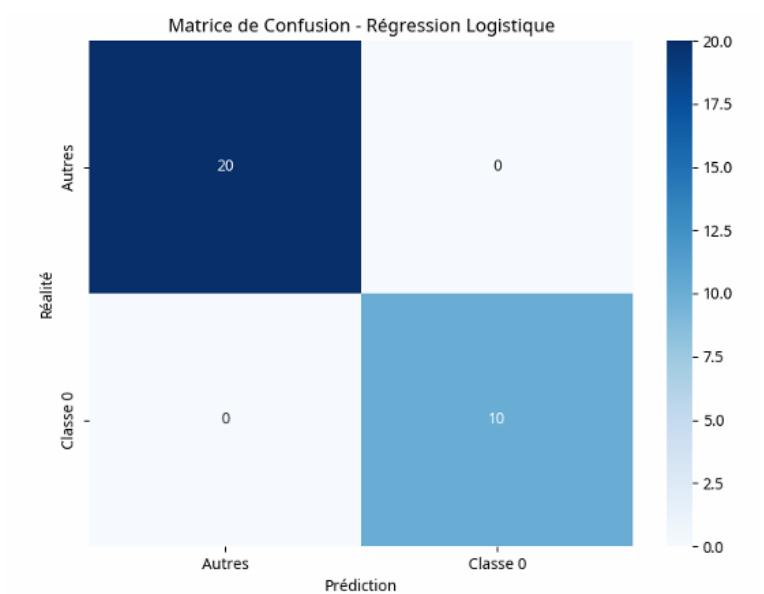 Matrice de Confusion - Régression Logistique
20.0
17.5
15.0
12.5
10.0
7.5
5.0
2.5
0.0
Réalité
Autres
20
0
Classe 0
0
10
Autres
Classe 0
Prédiction